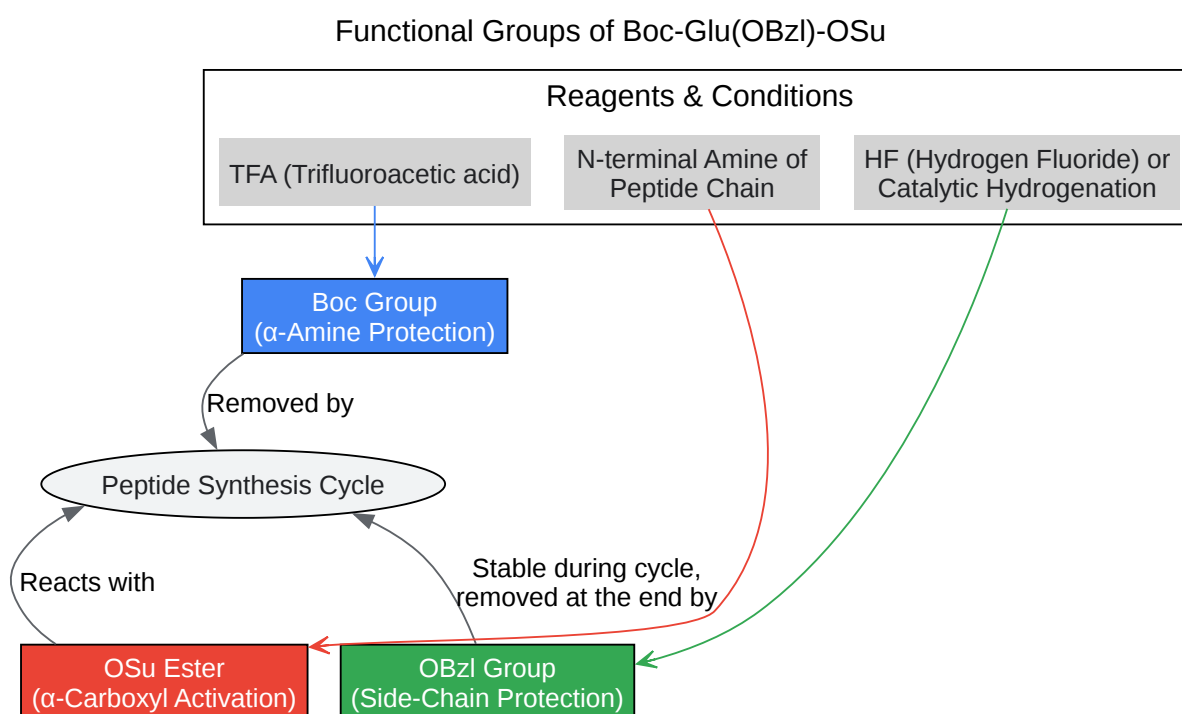 Functional Groups of Boc-Glu(OBzl)-OSu
Reagents & Conditions
TFA (Trifluoroacetic acid)
N-terminal Amine of
Peptide Chain
HF (Hydrogen Fluoride) or
Catalytic Hydrogenation
Boc Group
(α-Amine Protection)
Removed by
Peptide Synthesis Cycle
Reacts with
Stable during cycle,
removed at the end by
OSu Ester
(α-Carboxyl Activation)
OBzl Group
(Side-Chain Protection)